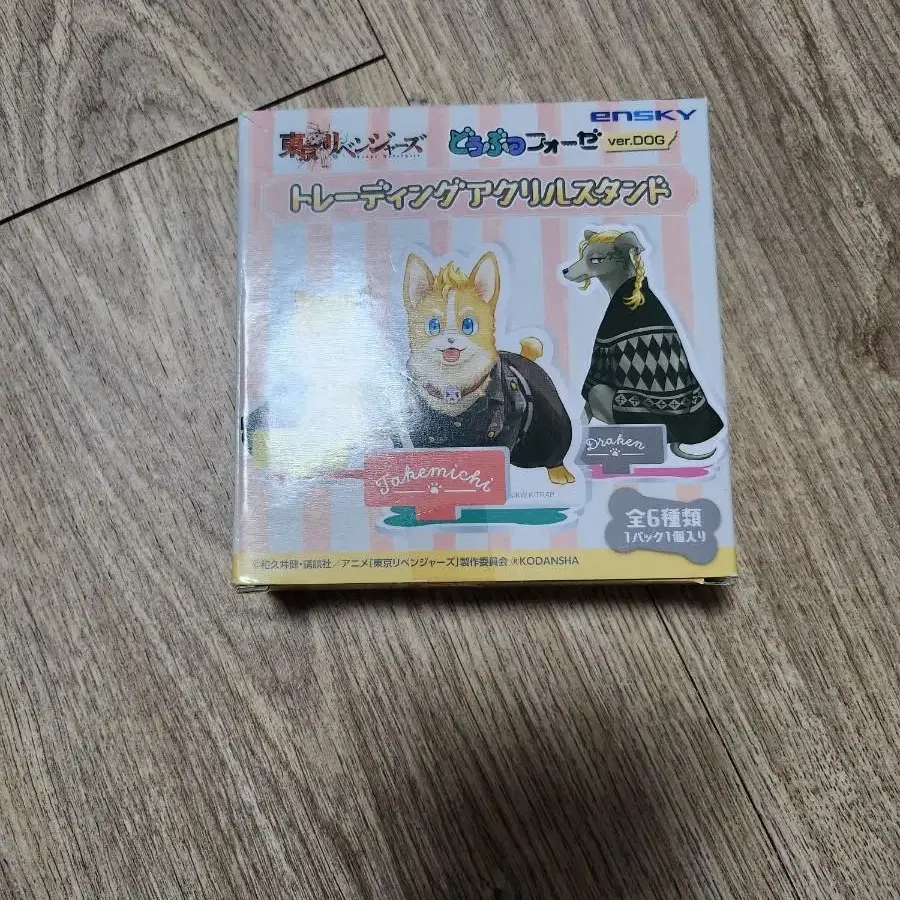 ensky
東京リベンジャーズ
どうぶつフォーゼ ver.DOG
トレーディングアクリルスタンド
Draken
Takemichi
全6種類
1パック1個入り
©和久井健・講談社／アニメ「東京リベンジャーズ」製作委員会 ®KODANSHA